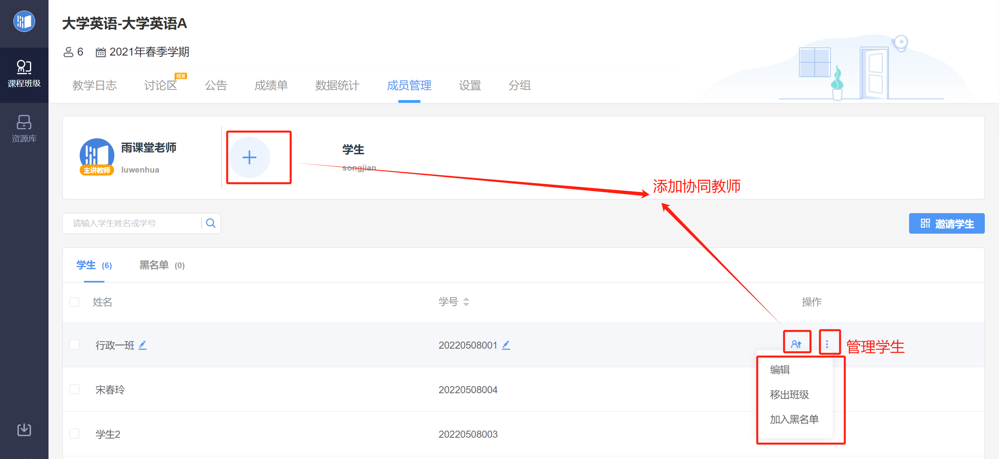 大学英语-大学英语A
6 2021年春季学期
课程班级
资源库
教学日志 讨论区 NEW 公告 成绩单 数据统计 成员管理 设置 分组
雨课堂老师
主讲教师 luwenhua
学生
songjian
添加协同教师
请输入学生姓名或学号
邀请学生
学生 (6) 黑名单 (0)
姓名 学号 操作
行政一班 20220508001
管理学生
编辑
移出班级
加入黑名单
宋春玲 20220508004
学生2 20220508003